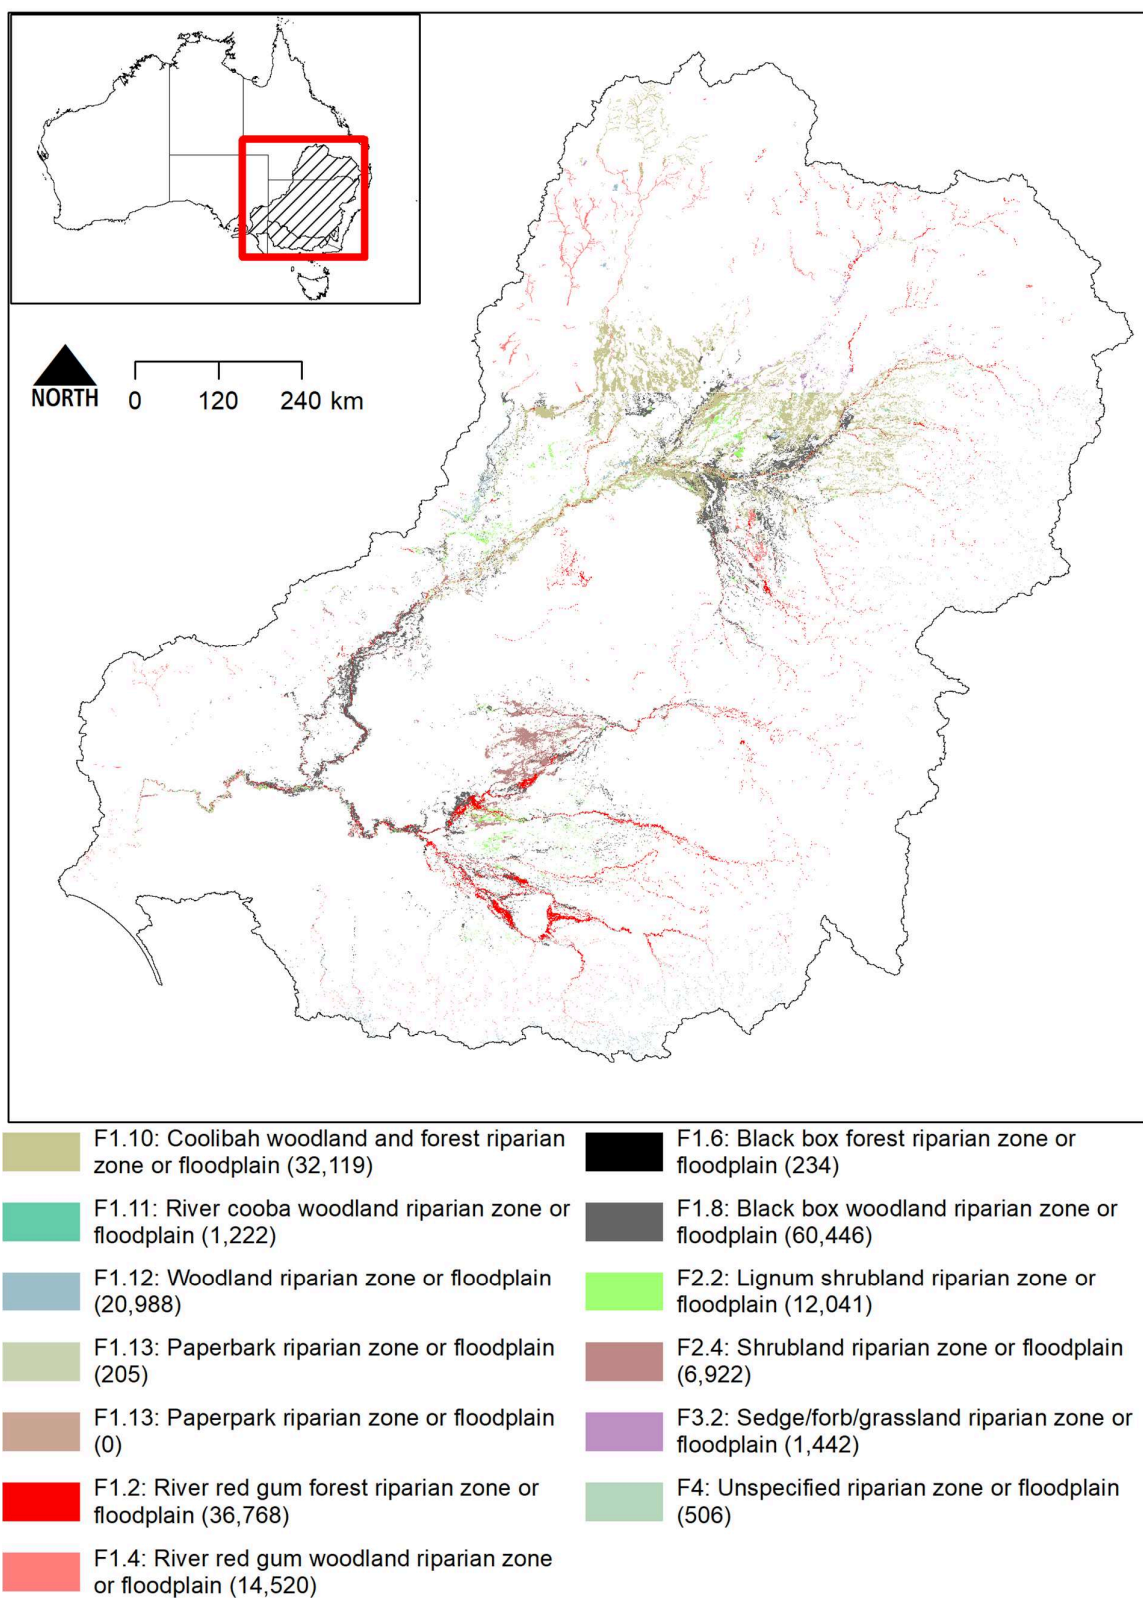 NORTH
0 120 240 km
F1.10: Coolibah woodland and forest riparian
zone or floodplain (32,119)
F1.11: River cooba woodland riparian zone or
floodplain (1,222)
F1.12: Woodland riparian zone or floodplain
(20,988)
F1.13: Paperbark riparian zone or floodplain
(205)
F1.13: Paperpark riparian zone or floodplain
(0)
F1.2: River red gum forest riparian zone or
floodplain (36,768)
F1.4: River red gum woodland riparian zone
or floodplain (14,520)
F1.6: Black box forest riparian zone or
floodplain (234)
F1.8: Black box woodland riparian zone or
floodplain (60,446)
F2.2: Lignum shrubland riparian zone or
floodplain (12,041)
F2.4: Shrubland riparian zone or floodplain
(6,922)
F3.2: Sedge/forb/grassland riparian zone or
floodplain (1,442)
F4: Unspecified riparian zone or floodplain
(506)